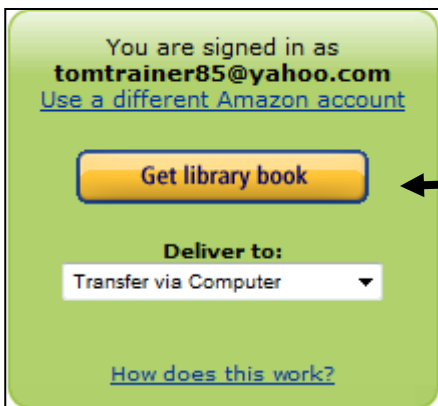 You are signed in as
tomtrainer85@yahoo.com
Use a different Amazon account
Get library book
Deliver to:
Transfer via Computer
How does this work?